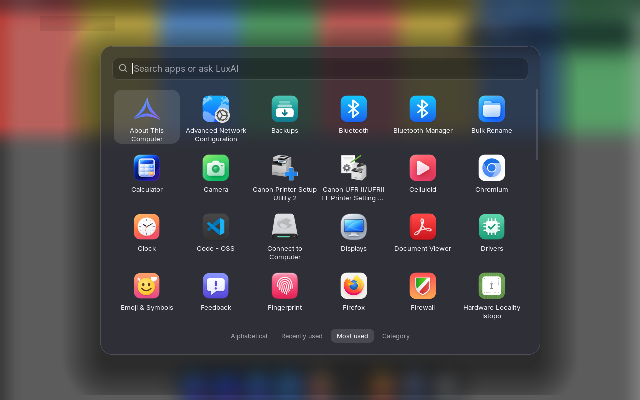 Search apps or ask LuxAI
About This
Computer
Advanced Network
Configuration
Backups
Bluetooth
Bluetooth Manager
Bulk Rename
Calculator
Camera
Canon Printer Setup
Utility 2
Canon UFR II/UFRII
LT Printer Setting ...
Celluloid
Chromium
Clock
Code - OSS
Connect to
Computer
Displays
Document Viewer
Drivers
Emoji & Symbols
Feedback
Fingerprint
Firefox
Firewall
Hardware Locality
lstopo
Alphabetical
Recently used
Most used
Category